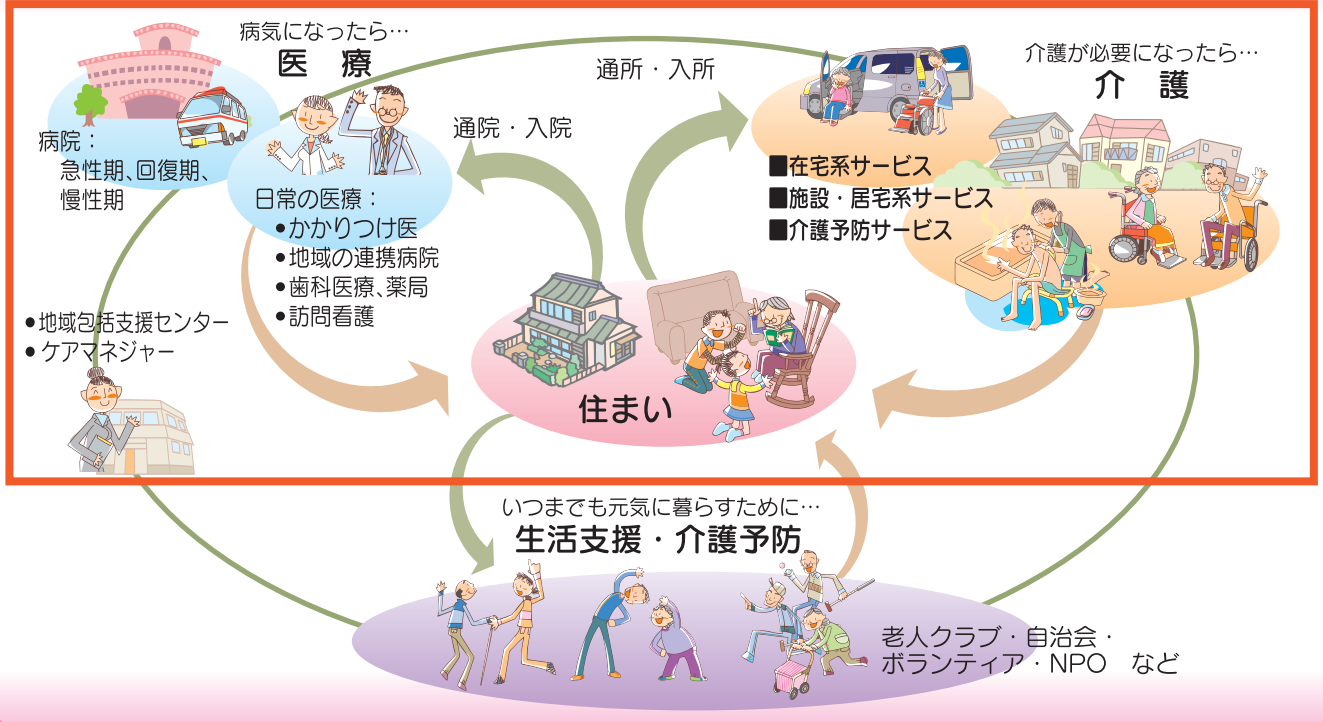 病気になったら…
医　療
病院：
急性期、回復期、
慢性期
日常の医療：
●かかりつけ医
●地域の連携病院
●歯科医療、薬局
●訪問看護
通院・入院
通所・入所
介護が必要になったら…
介　護
■在宅系サービス
■施設・居宅系サービス
■介護予防サービス
●地域包括支援センター
●ケアマネジャー
住まい
いつまでも元気に暮らすために…
生活支援・介護予防
老人クラブ・自治会・
ボランティア・NPO　など